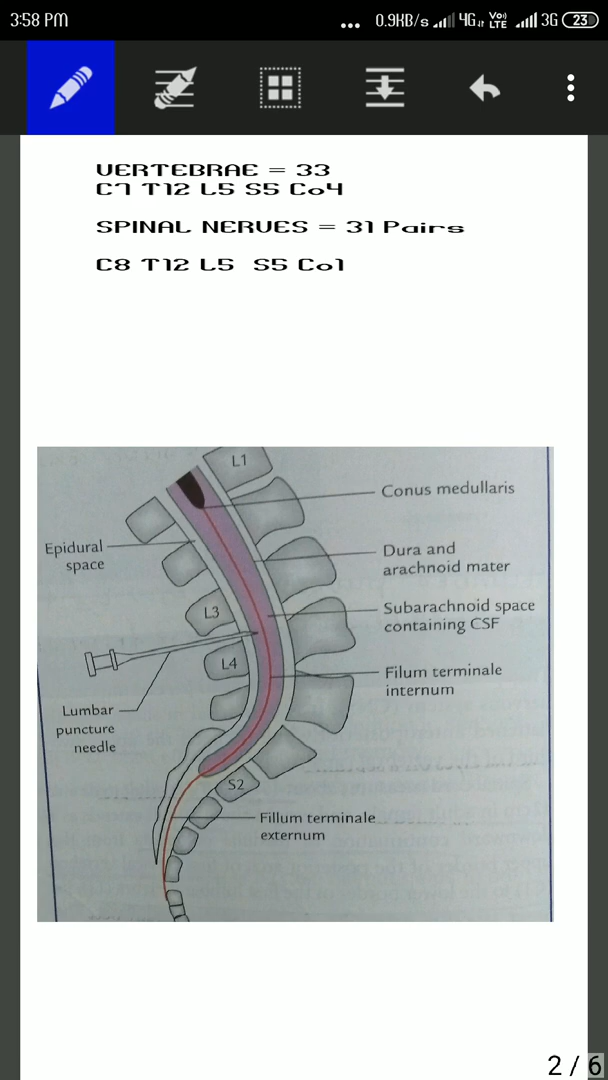 3:58 PM
... 0.9KB/s 4G Vo) LTE 3G 23
VERTEBRAE = 33
C7 T12 L5 S5 Co4
SPINAL NERVES = 31 Pairs
C8 T12 L5 S5 Co1
L1
Conus medullaris
Epidural
space
Dura and
arachnoid mater
L3
Subarachnoid space
containing CSF
L4
Filum terminale
internum
Lumbar
puncture
needle
S2
Fillum terminale
externum
2 / 6